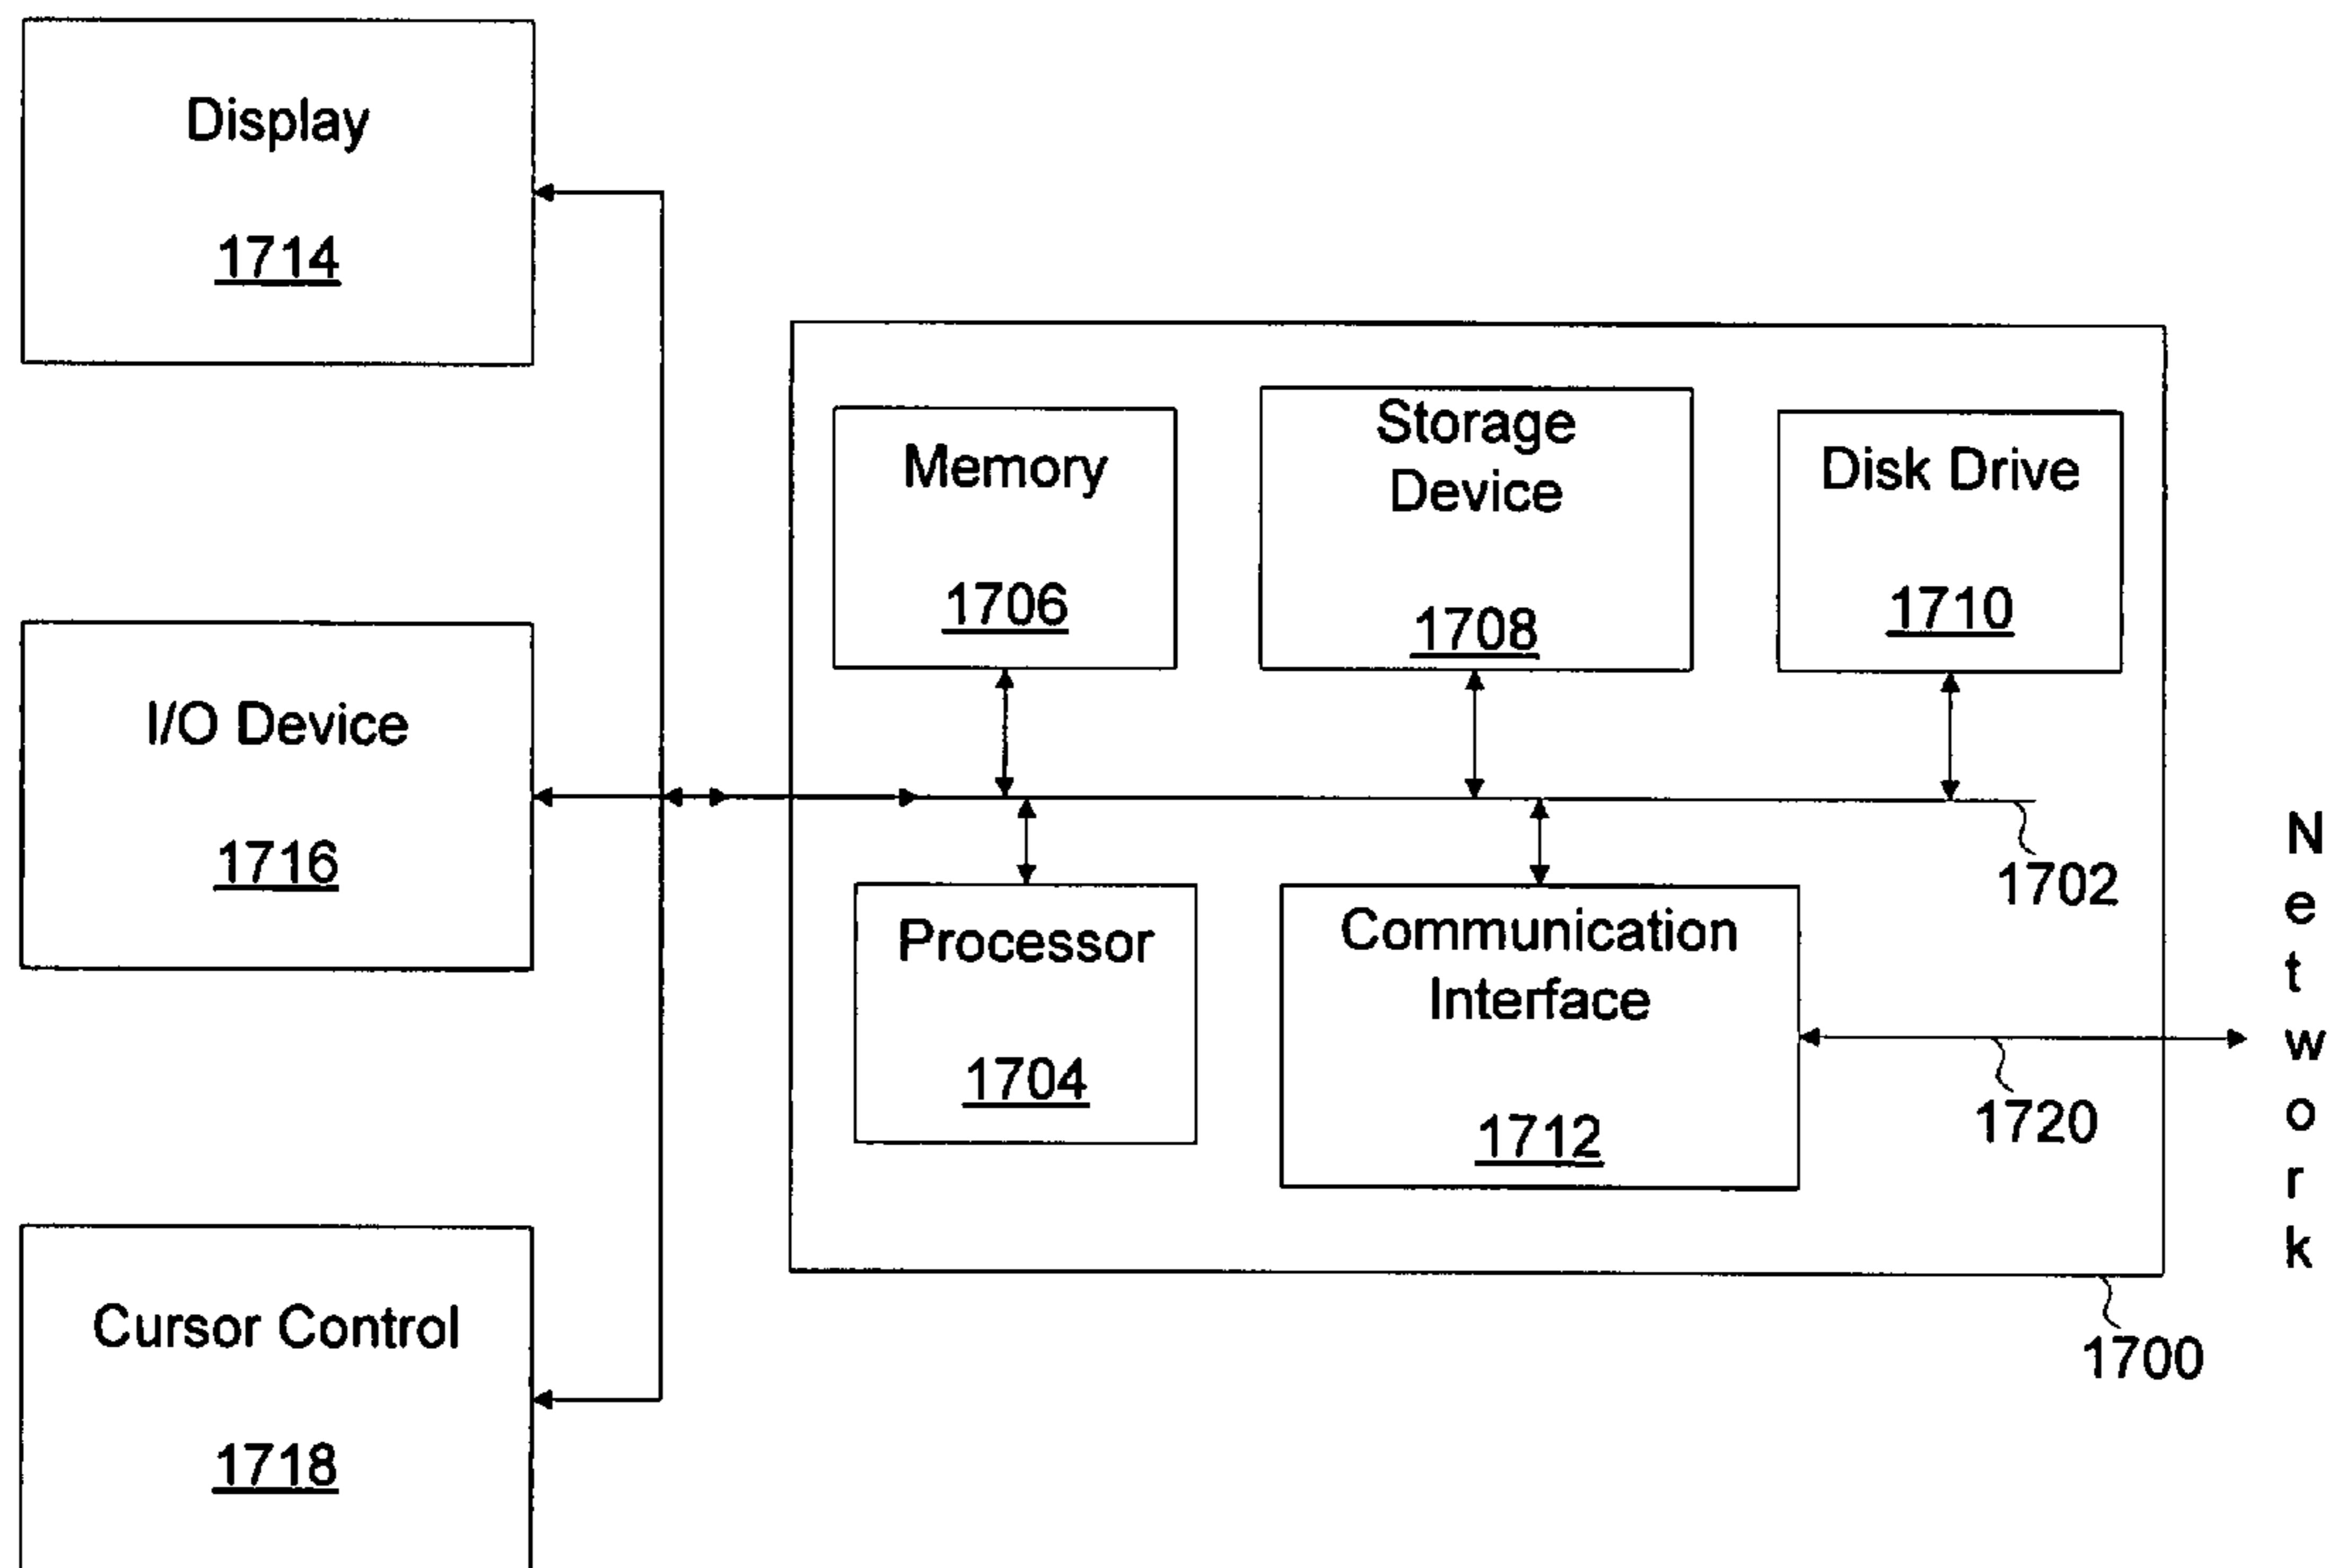 Display
1714
I/O Device
1716
Cursor Control
1718
Memory
1706
Storage
Device
1708
Disk Drive
1710
1702
Processor
1704
Communication
Interface
1712
1720
1700
Network